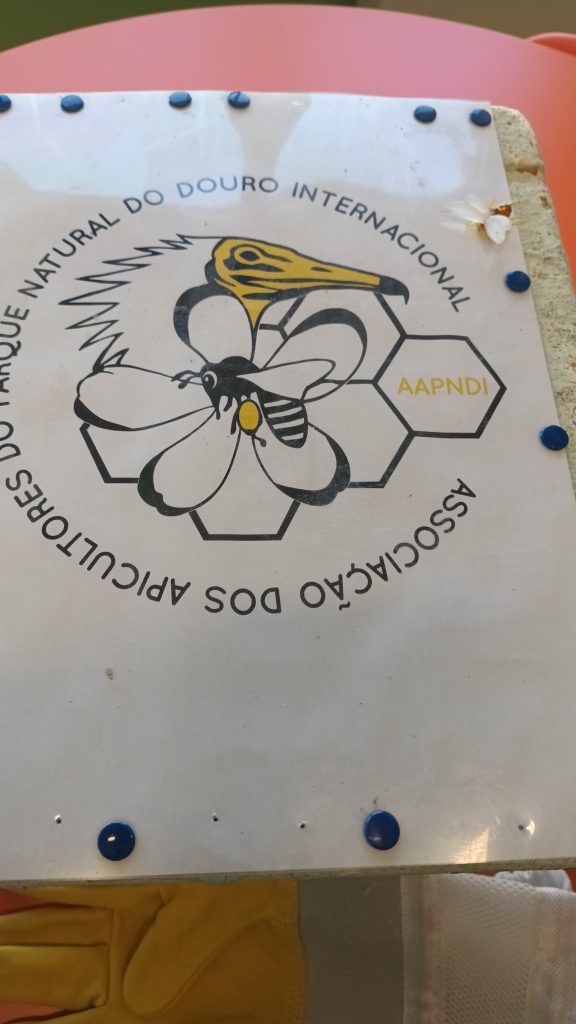 ASSOCIAÇÃO DOS APICULTORES DO PARQUE NATURAL DO DOURO INTERNACIONAL
AAPNDI